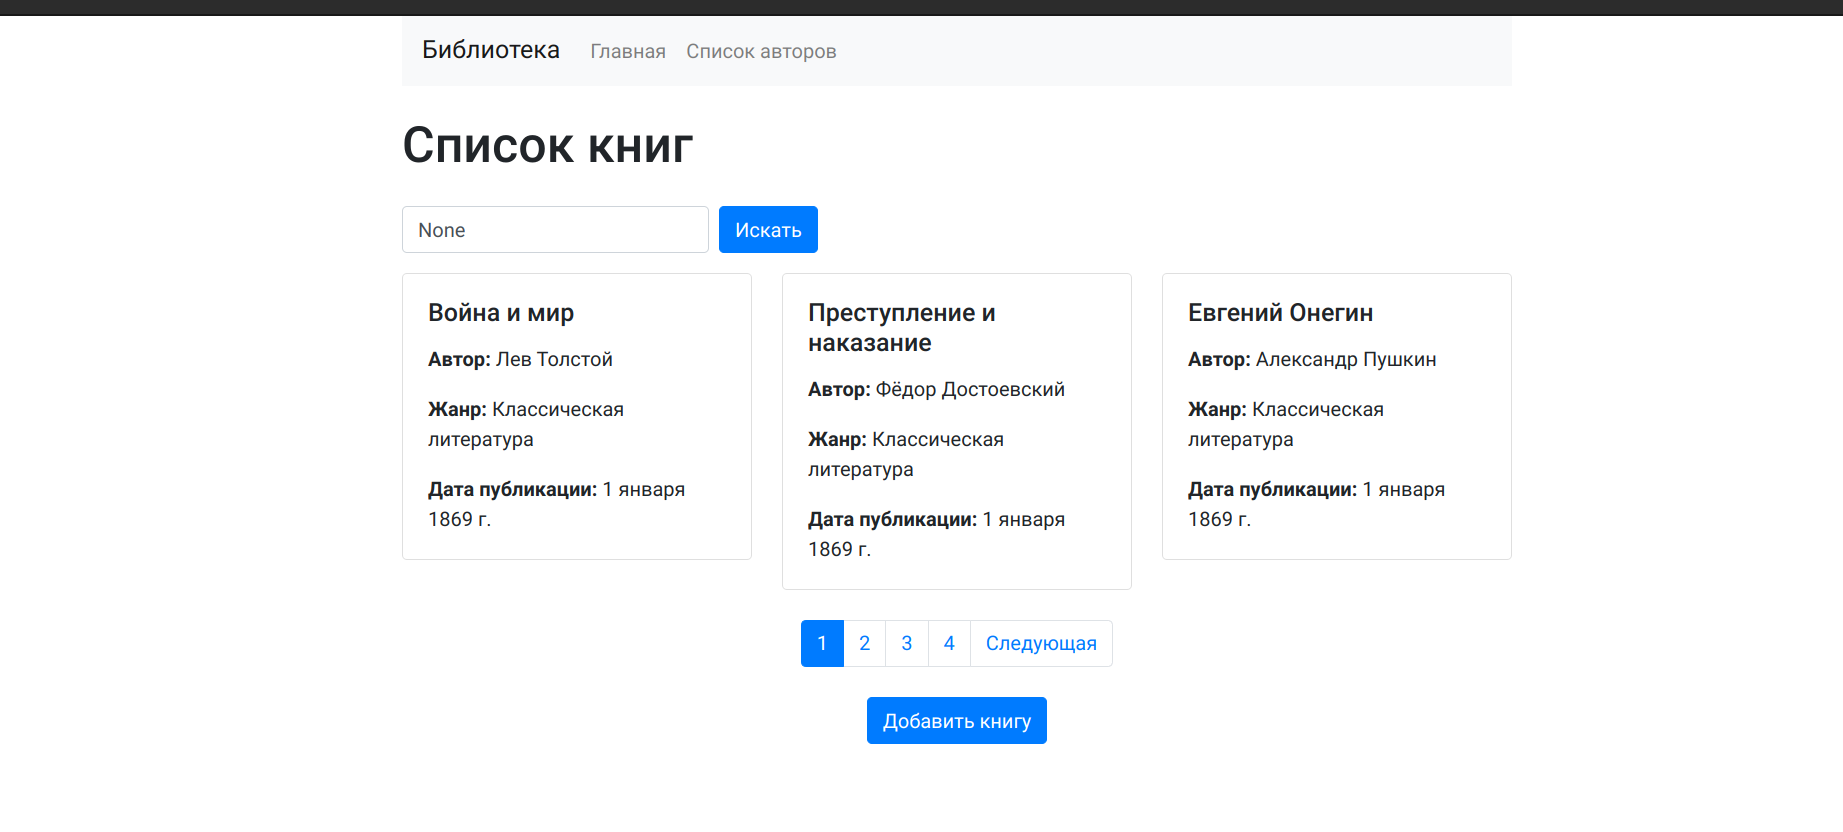 Библиотека Главная Список авторов
Список книг
None Искать
Война и мир
Автор: Лев Толстой
Жанр: Классическая
литература
Дата публикации: 1 января
1869 г.
Преступление и
наказание
Автор: Фёдор Достоевский
Жанр: Классическая
литература
Дата публикации: 1 января
1869 г.
Евгений Онегин
Автор: Александр Пушкин
Жанр: Классическая
литература
Дата публикации: 1 января
1869 г.
1 2 3 4 Следующая
Добавить книгу